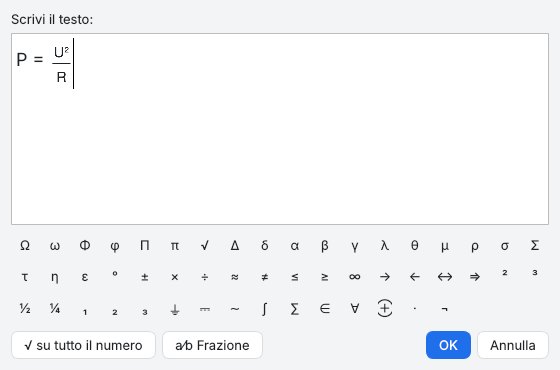 Scrivi il testo:
P = U²/R
Ω ω Φ φ Π π √ Δ δ α β γ λ θ μ ρ σ Σ
τ η ε ° ± × ÷ ≈ ≠ ≤ ≥ ∞ → ← ↔ ⇒ ² ³
½ ¼ ₁ ₂ ₃ ⏚ ⎓ ~ ∫ ∑ ∈ ∀ ⊕ · ¬
√ su tutto il numero a⁄b Frazione OK Annulla